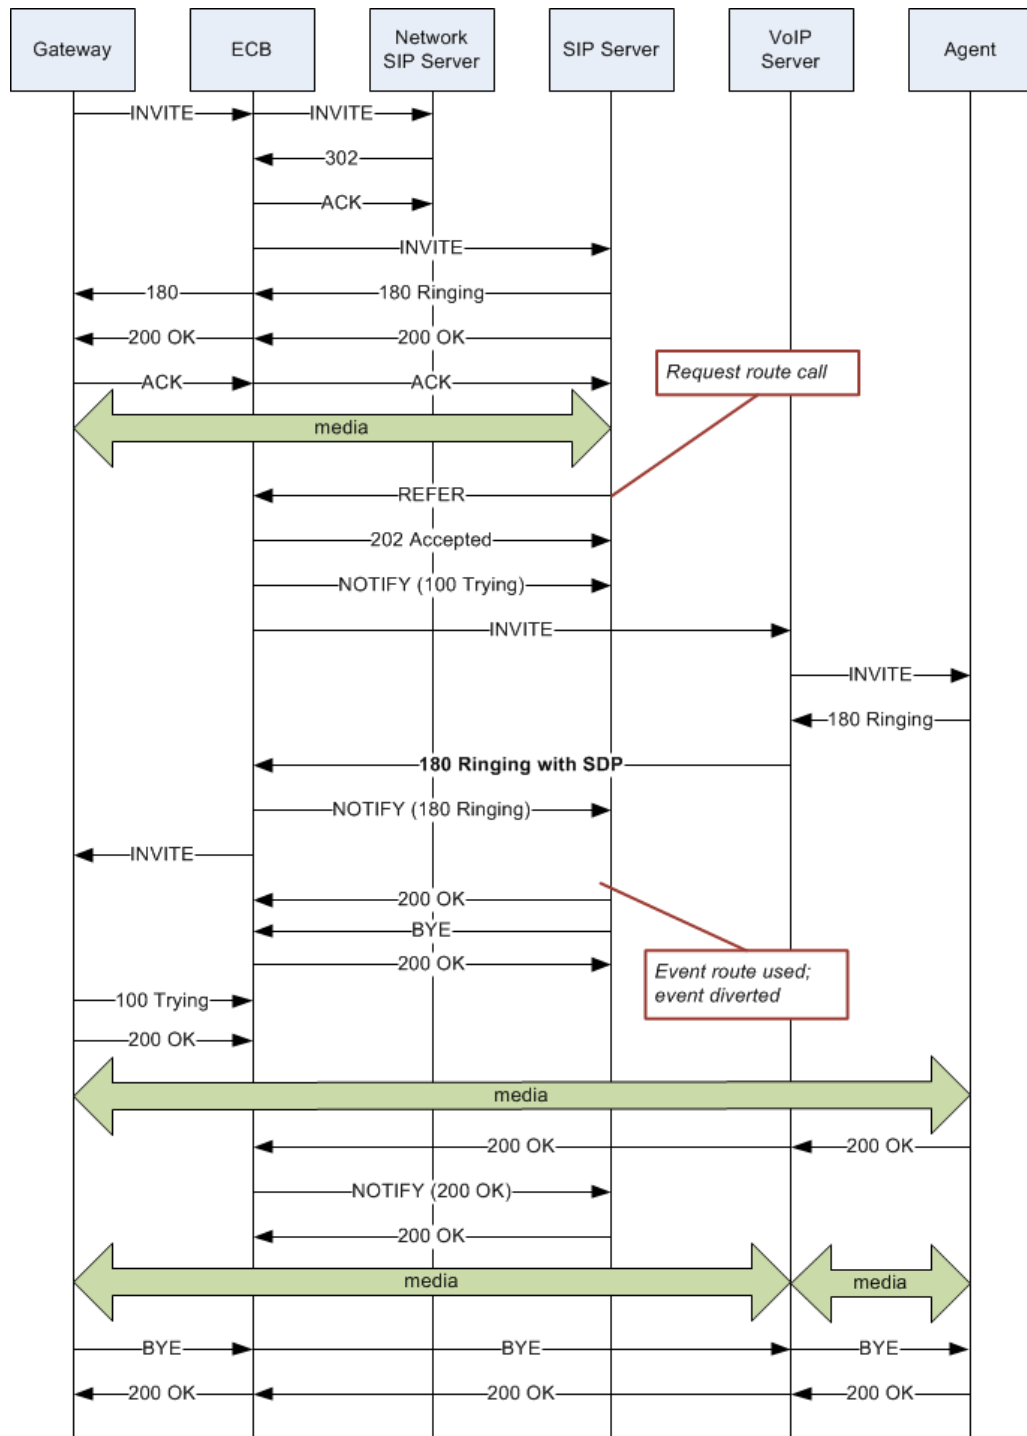 Gateway
ECB
Network
SIP Server
SIP Server
VoIP
Server
Agent
INVITE
INVITE
302
ACK
INVITE
180
180 Ringing
200 OK
200 OK
Request route call
ACK
ACK
media
REFER
202 Accepted
NOTIFY (100 Trying)
INVITE
INVITE
180 Ringing
180 Ringing with SDP
NOTIFY (180 Ringing)
INVITE
200 OK
BYE
200 OK
Event route used;
event diverted
100 Trying
200 OK
media
200 OK
200 OK
NOTIFY (200 OK)
200 OK
media
media
BYE
BYE
BYE
200 OK
200 OK
200 OK